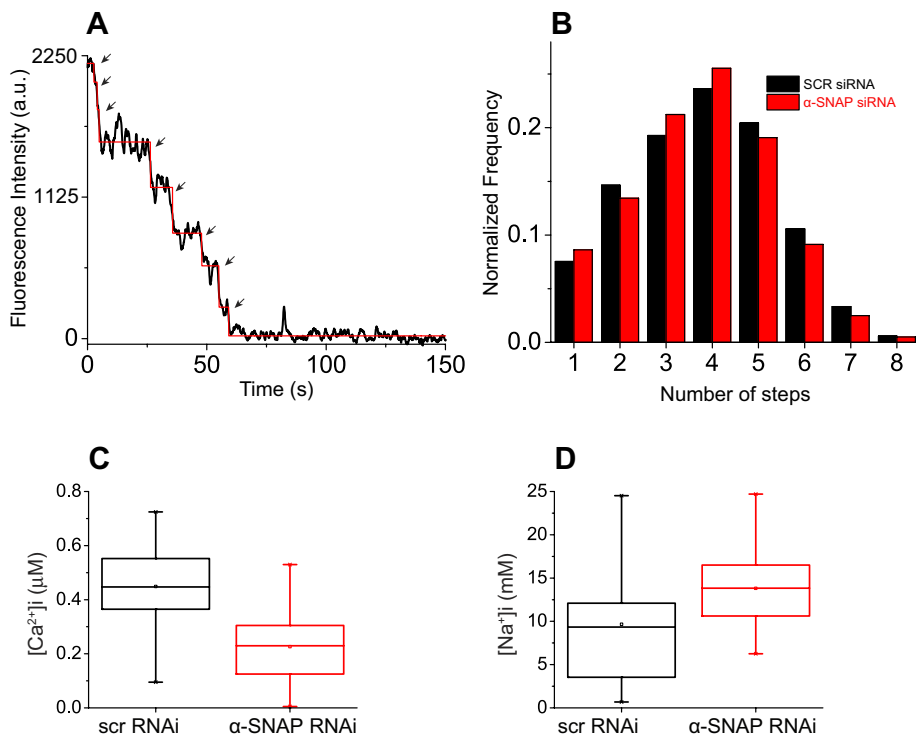 A
Fluorescence Intensity (a.u.)
2250
1125
0
0 50 100 150
Time (s)
B
Normalized Frequency
0.2
0.1
0.0
SCR siRNA
α-SNAP siRNA
1 2 3 4 5 6 7 8
Number of steps
C
[Ca²⁺]i (μM)
0.8
0.6
0.4
0.2
0.0
scr RNAi α-SNAP RNAi
D
[Na⁺]i (mM)
25
20
15
10
5
0
scr RNAi α-SNAP RNAi